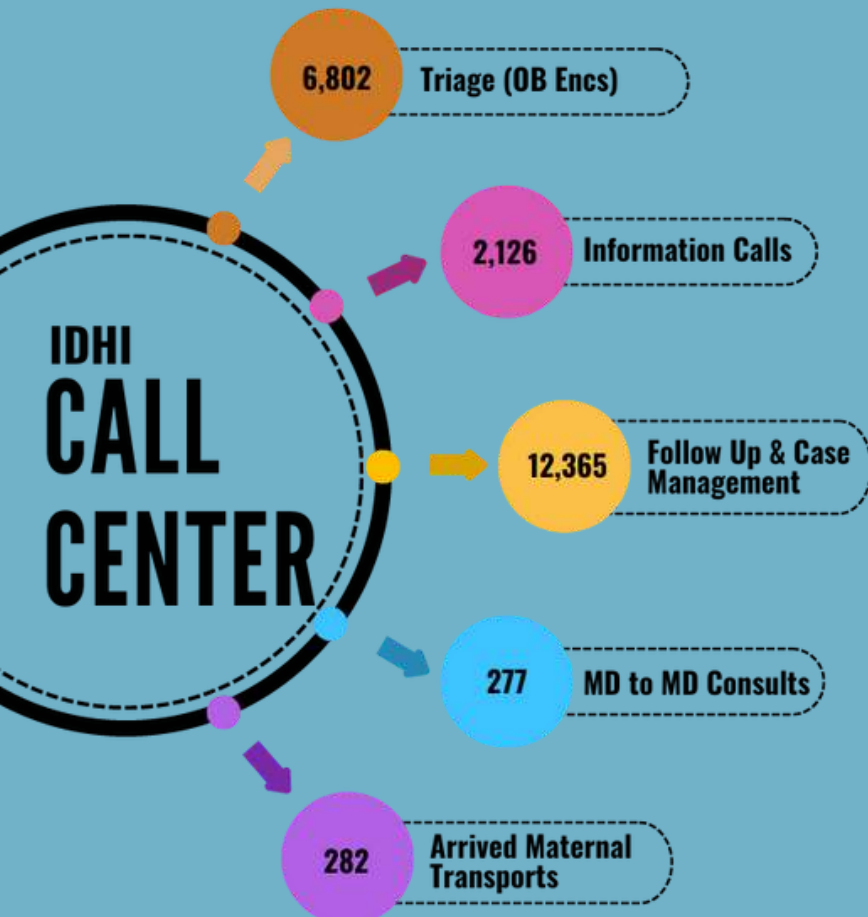 6,802
Triage (OB Encs)
2,126
Information Calls
IDHI
CALL
CENTER
12,365
Follow Up & Case
Management
277
MD to MD Consults
282
Arrived Maternal
Transports